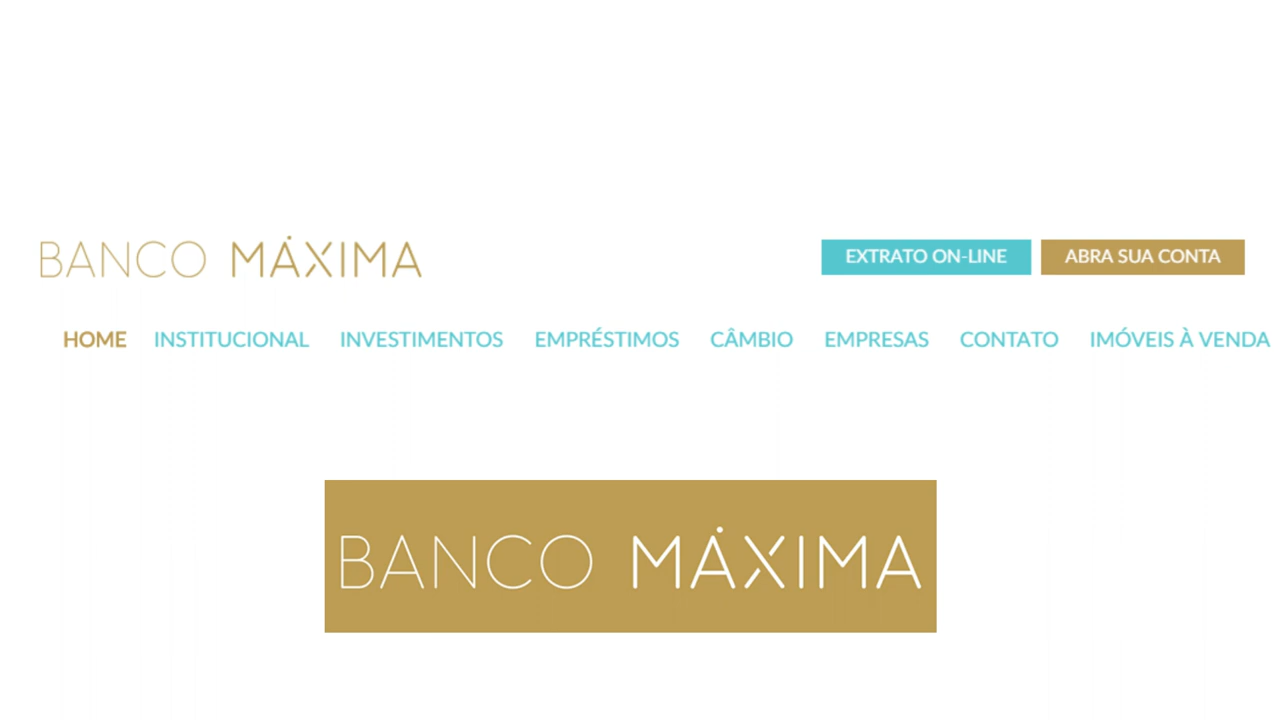 BANCO MÁXIMA
EXTRATO ON-LINE
ABRA SUA CONTA
HOME INSTITUCIONAL INVESTIMENTOS EMPRÉSTIMOS CÂMBIO EMPRESAS CONTATO IMÓVEIS À VENDA
BANCO MÁXIMA